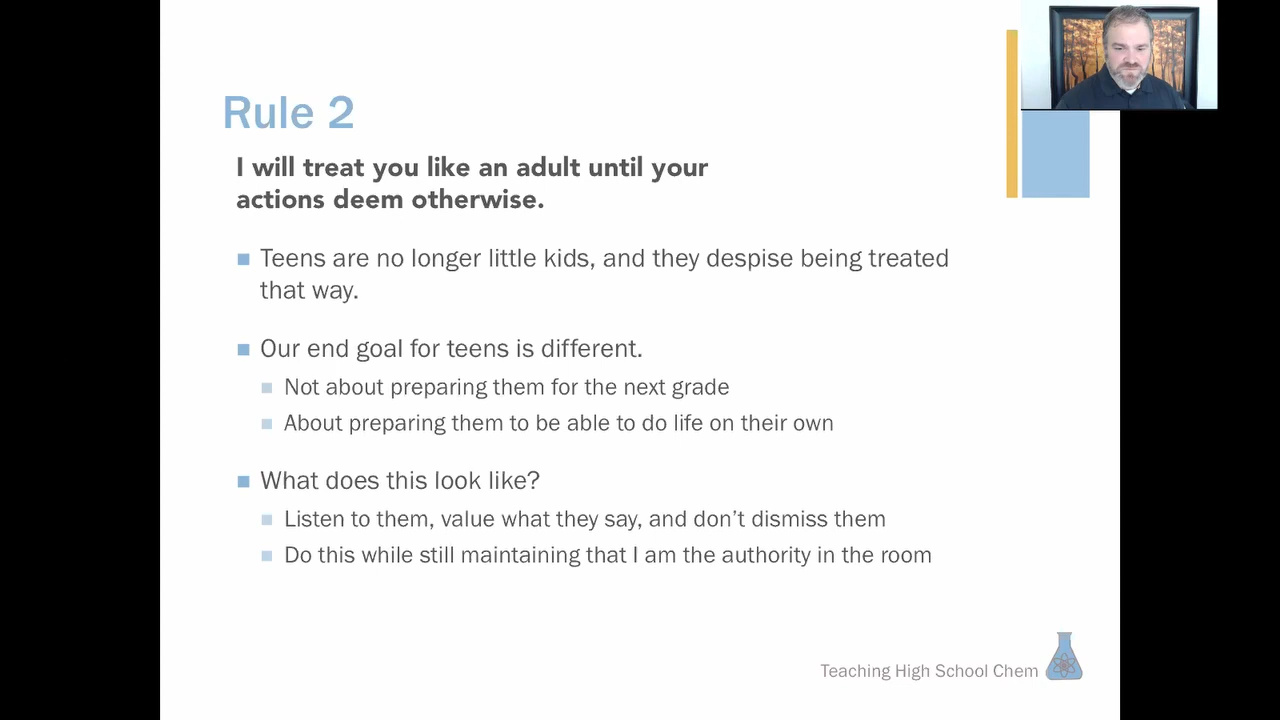 Rule 2
I will treat you like an adult until your
actions deem otherwise.
Teens are no longer little kids, and they despise being treated
that way.
Our end goal for teens is different.
Not about preparing them for the next grade
About preparing them to be able to do life on their own
What does this look like?
Listen to them, value what they say, and don’t dismiss them
Do this while still maintaining that I am the authority in the room
Teaching High School Chem